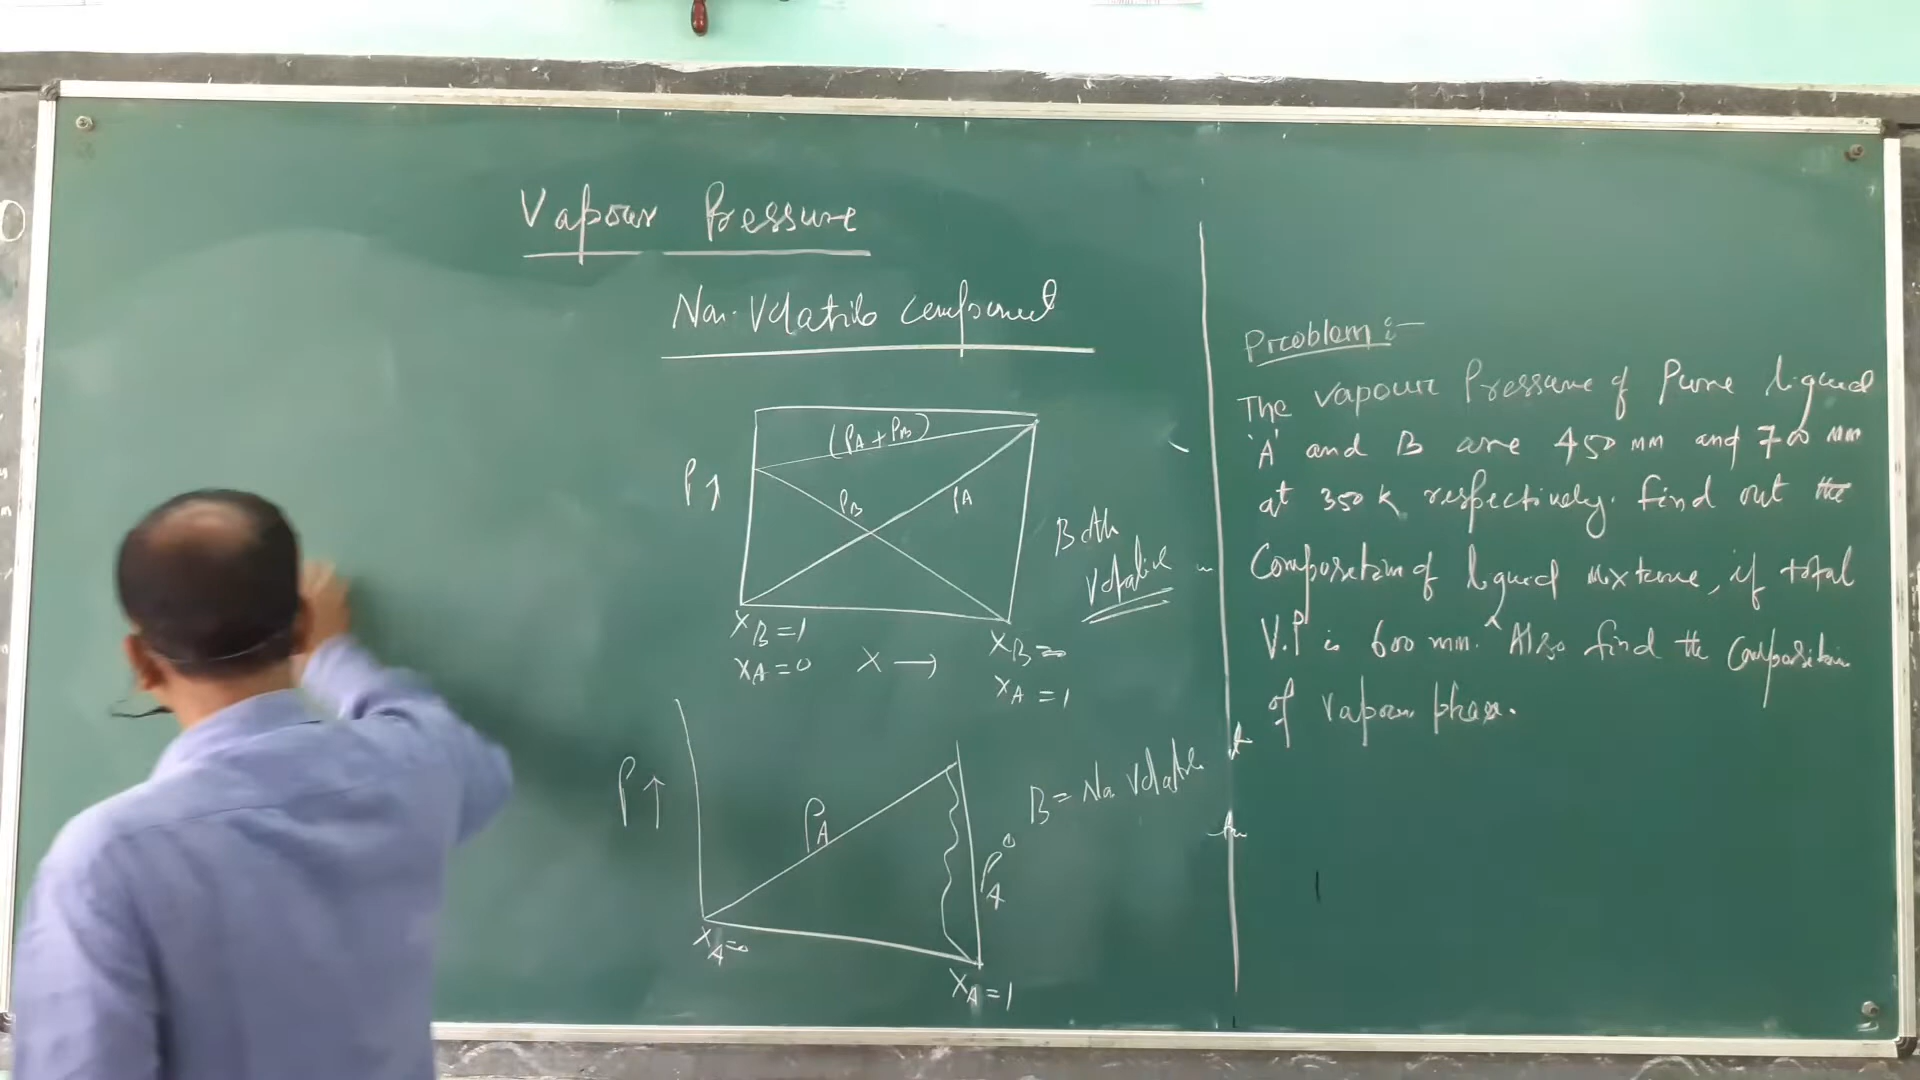 Vapour Pressure
Non-Volatile component
(PA + PB)
P↑
PB
PA
Both
Volatile
XB=1
XA=0
X →
XB=0
XA=1
P↑
PA
P°A
B = Non Volatile
XA=0
XA=1
Problem:-
The vapour Pressure of Pure liquid
'A' and B are 450 mm and 700 mm
at 350 K respectively. Find out the
Composition of liquid mixture, if total
V.P is 600 mm. Also find the Composition
of vapour phase.